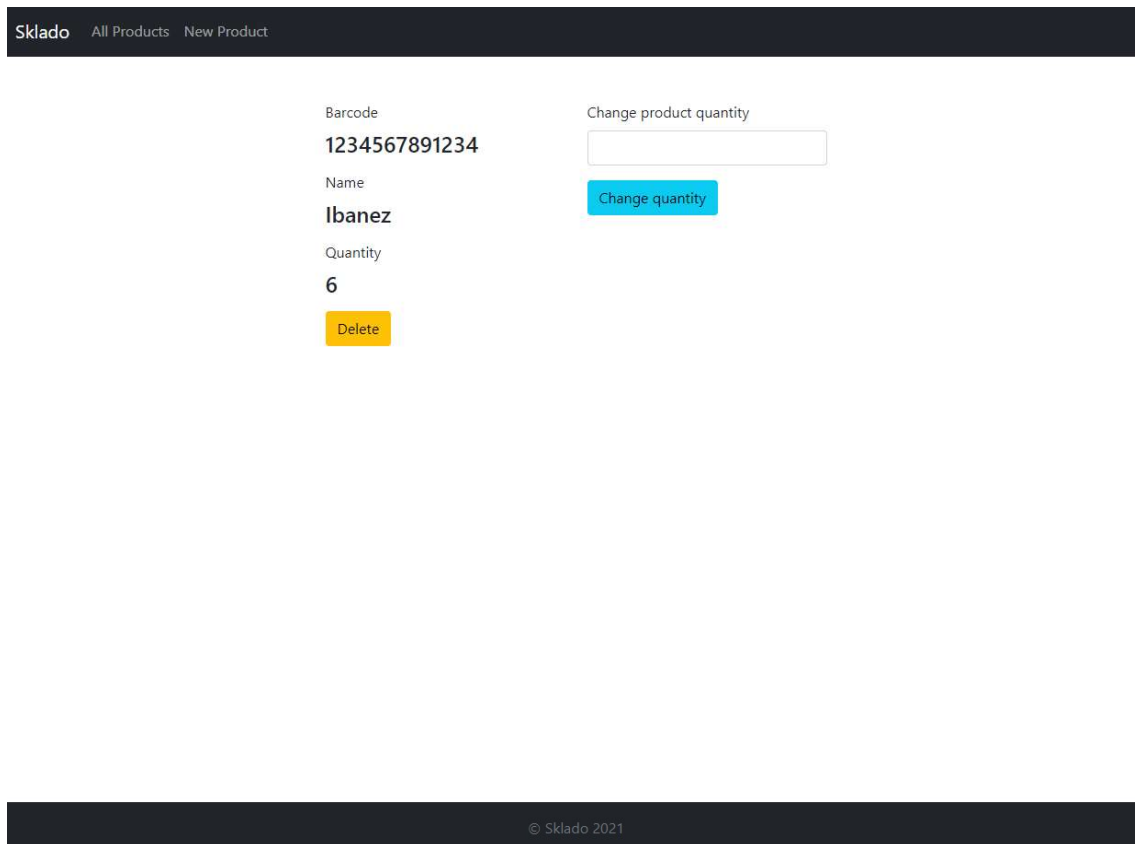 Sklado All Products New Product
Barcode
1234567891234
Name
Ibanez
Quantity
6
Delete
Change product quantity
Change quantity
© Sklado 2021